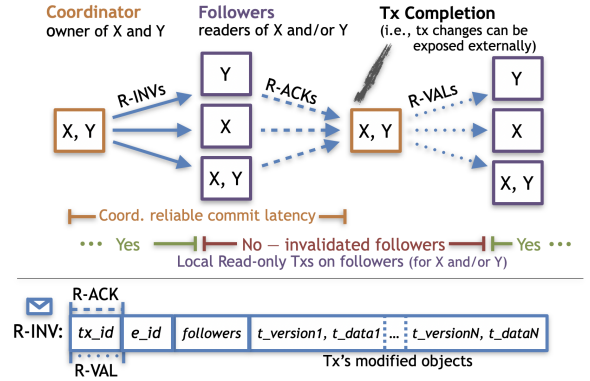 Coordinator
owner of X and Y
Followers
readers of X and/or Y
Tx Completion
(i.e., tx changes can be
exposed externally)
R-INVs
R-ACKs
R-VALs
Y
Y
X, Y
X
X, Y
X
X, Y
X, Y
Coord. reliable commit latency
··· Yes
No — invalidated followers
Yes ···
Local Read-only Txs on followers (for X and/or Y)
R-ACK
R-INV:
tx_id
e_id
followers
t_version1, t_data1
...
t_versionN, t_dataN
R-VAL
Tx's modified objects